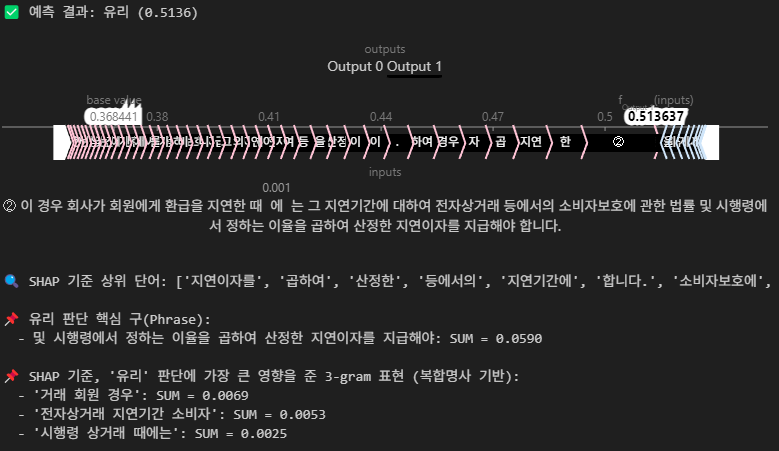 ✅ 예측 결과: 유리 (0.5136)
outputs
Output 0 Output 1
base value
(inputs)
0.368441 0.38 0.41 0.44 0.47 0.5 0.513637
등 을 산정 이 이 . 하여 경우 자 곱 지연 한 ②
inputs
0.001
② 이 경우 회사가 회원에게 환급을 지연한 때 에 는 그 지연기간에 대하여 전자상거래 등에서의 소비자보호에 관한 법률 및 시행령에
서 정하는 이율을 곱하여 산정한 지연이자를 지급해야 합니다.
🔍 SHAP 기준 상위 단어: ['지연이자를', '곱하여', '산정한', '등에서의', '지연기간에', '합니다.', '소비자보호에',
📌 유리 판단 핵심 구(Phrase):
- 및 시행령에서 정하는 이율을 곱하여 산정한 지연이자를 지급해야: SUM = 0.0590
📌 SHAP 기준, '유리' 판단에 가장 큰 영향을 준 3-gram 표현 (복합명사 기반):
- '거래 회원 경우': SUM = 0.0069
- '전자상거래 지연기간 소비자': SUM = 0.0053
- '시행령 상거래 때에는': SUM = 0.0025